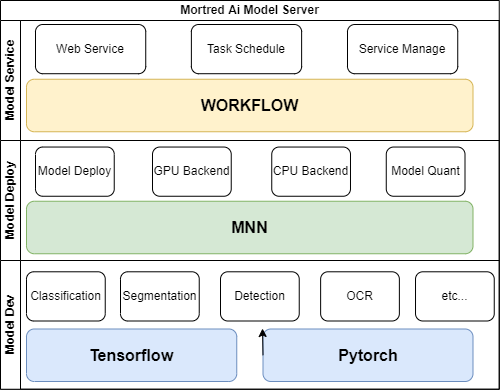 Mortred Ai Model Server
Model Service
Web Service
Task Schedule
Service Manage
WORKFLOW
Model Deploy
Model Deploy
GPU Backend
CPU Backend
Model Quant
MNN
Model Dev
Classification
Segmentation
Detection
OCR
etc...
Tensorflow
Pytorch